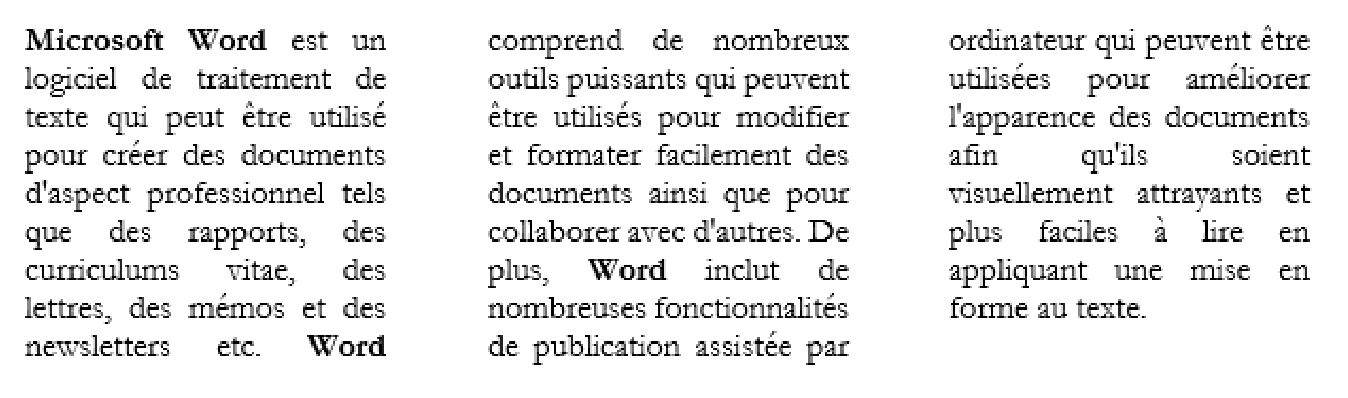 Microsoft Word est un
logiciel de traitement de
texte qui peut être utilisé
pour créer des documents
d'aspect professionnel tels
que des rapports, des
curriculums vitae, des
lettres, des mémos et des
newsletters etc. Word
comprend de nombreux
outils puissants qui peuvent
être utilisés pour modifier
et formater facilement des
documents ainsi que pour
collaborer avec d'autres. De
plus, Word inclut de
nombreuses fonctionnalités
de publication assistée par
ordinateur qui peuvent être
utilisées pour améliorer
l'apparence des documents
afin qu'ils soient
visuellement attrayants et
plus faciles à lire en
appliquant une mise en
forme au texte.